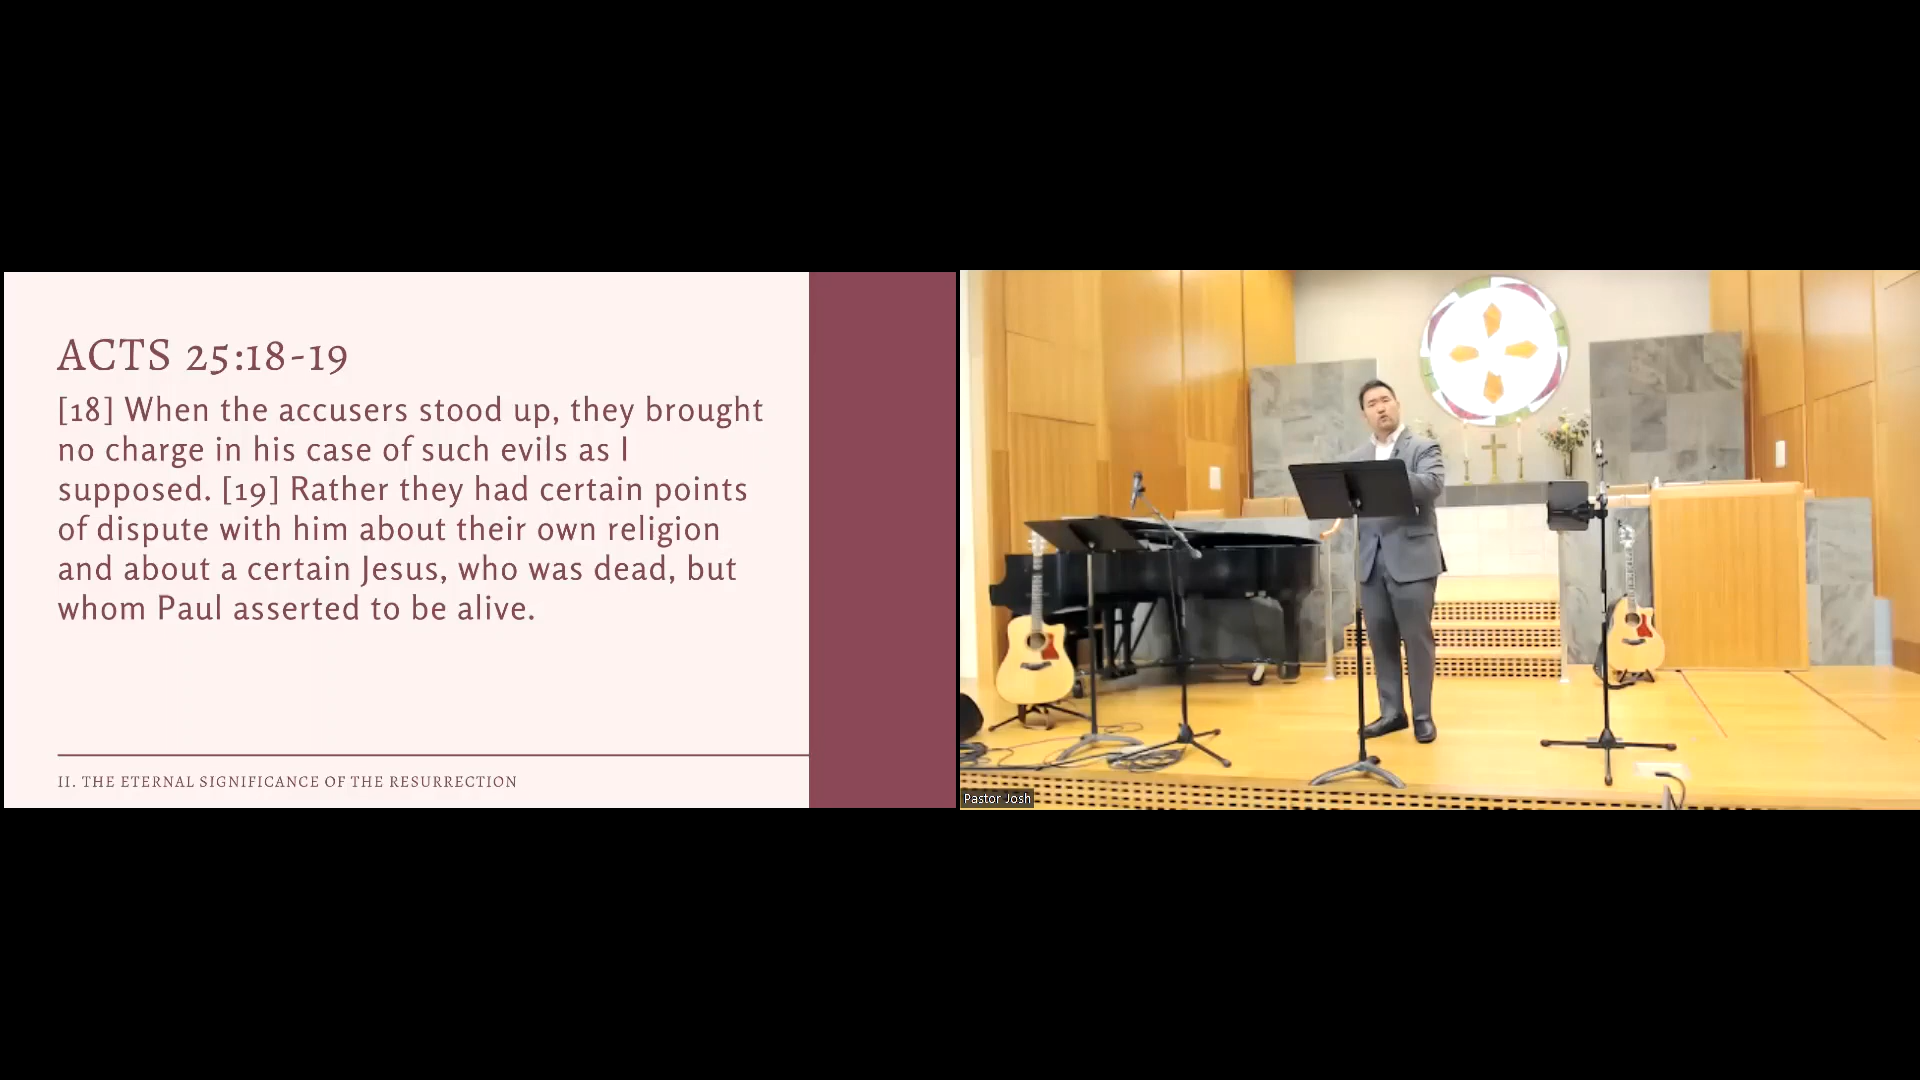 ACTS 25:18-19
[18] When the accusers stood up, they brought
no charge in his case of such evils as I
supposed. [19] Rather they had certain points
of dispute with him about their own religion
and about a certain Jesus, who was dead, but
whom Paul asserted to be alive.
II. THE ETERNAL SIGNIFICANCE OF THE RESURRECTION
Pastor Josh